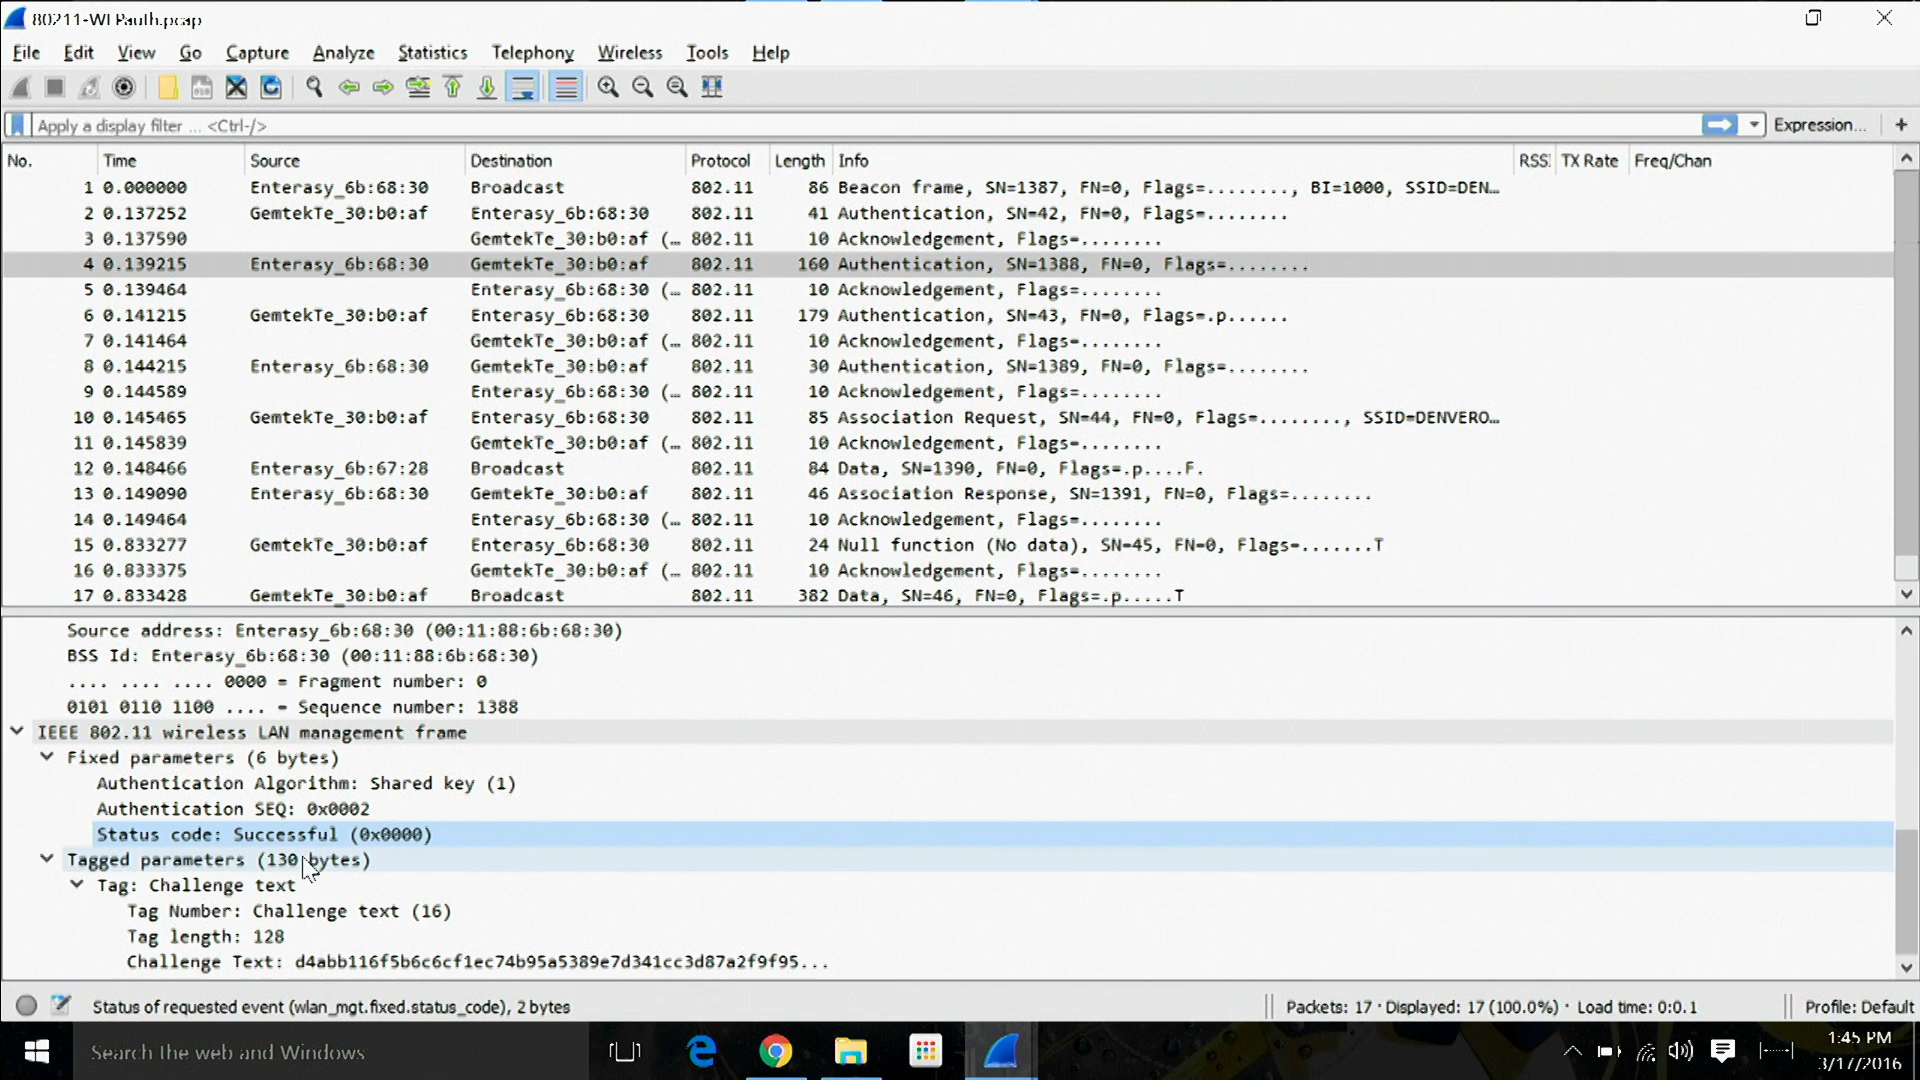 80211-WEPauth.pcap
File Edit View Go Capture Analyze Statistics Telephony Wireless Tools Help
Apply a display filter ... <Ctrl-/> Expression... +
No. Time Source Destination Protocol Length Info RSSI TX Rate Freq/Chan
1 0.000000 Enterasy_6b:68:30 Broadcast 802.11 86 Beacon frame, SN=1387, FN=0, Flags=........, BI=1000, SSID=DEN…
2 0.137252 GemtekTe_30:b0:af Enterasy_6b:68:30 802.11 41 Authentication, SN=42, FN=0, Flags=........
3 0.137590 GemtekTe_30:b0:af (… 802.11 10 Acknowledgement, Flags=........
4 0.139215 Enterasy_6b:68:30 GemtekTe_30:b0:af 802.11 160 Authentication, SN=1388, FN=0, Flags=........
5 0.139464 Enterasy_6b:68:30 (… 802.11 10 Acknowledgement, Flags=........
6 0.141215 GemtekTe_30:b0:af Enterasy_6b:68:30 802.11 179 Authentication, SN=43, FN=0, Flags=.p......
7 0.141464 GemtekTe_30:b0:af (… 802.11 10 Acknowledgement, Flags=........
8 0.144215 Enterasy_6b:68:30 GemtekTe_30:b0:af 802.11 30 Authentication, SN=1389, FN=0, Flags=........
9 0.144589 Enterasy_6b:68:30 (… 802.11 10 Acknowledgement, Flags=........
10 0.145465 GemtekTe_30:b0:af Enterasy_6b:68:30 802.11 85 Association Request, SN=44, FN=0, Flags=........, SSID=DENVERO…
11 0.145839 GemtekTe_30:b0:af (… 802.11 10 Acknowledgement, Flags=........
12 0.148466 Enterasy_6b:67:28 Broadcast 802.11 84 Data, SN=1390, FN=0, Flags=.p....F.
13 0.149090 Enterasy_6b:68:30 GemtekTe_30:b0:af 802.11 46 Association Response, SN=1391, FN=0, Flags=........
14 0.149464 Enterasy_6b:68:30 (… 802.11 10 Acknowledgement, Flags=........
15 0.833277 GemtekTe_30:b0:af Enterasy_6b:68:30 802.11 24 Null function (No data), SN=45, FN=0, Flags=.......T
16 0.833375 GemtekTe_30:b0:af (… 802.11 10 Acknowledgement, Flags=........
17 0.833428 GemtekTe_30:b0:af Broadcast 802.11 382 Data, SN=46, FN=0, Flags=.p.....T
Source address: Enterasy_6b:68:30 (00:11:88:6b:68:30)
BSS Id: Enterasy_6b:68:30 (00:11:88:6b:68:30)
.... .... .... 0000 = Fragment number: 0
0101 0110 1100 .... = Sequence number: 1388
IEEE 802.11 wireless LAN management frame
Fixed parameters (6 bytes)
Authentication Algorithm: Shared key (1)
Authentication SEQ: 0x0002
Status code: Successful (0x0000)
Tagged parameters (130 bytes)
Tag: Challenge text
Tag Number: Challenge text (16)
Tag length: 128
Challenge Text: d4abb116f5b6c6cf1ec74b95a5389e7d341cc3d87a2f9f95...
Status of requested event (wlan_mgt.fixed.status_code), 2 bytes Packets: 17 · Displayed: 17 (100.0%) · Load time: 0:0.1 Profile: Default
Search the web and Windows 1:45 PM
3/17/2016